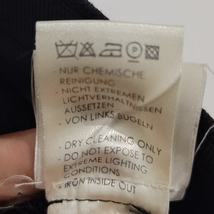 - NUR CHEMISCHE
REINIGUNG
- NICHT EXTREMEN
LICHTVERHÄLTNISSEN
AUSSETZEN
- VON LINKS BÜGELN
- DRY CLEANING ONLY
- DO NOT EXPOSE TO
EXTREME LIGHTING
CONDITIONS
- IRON INSIDE OUT